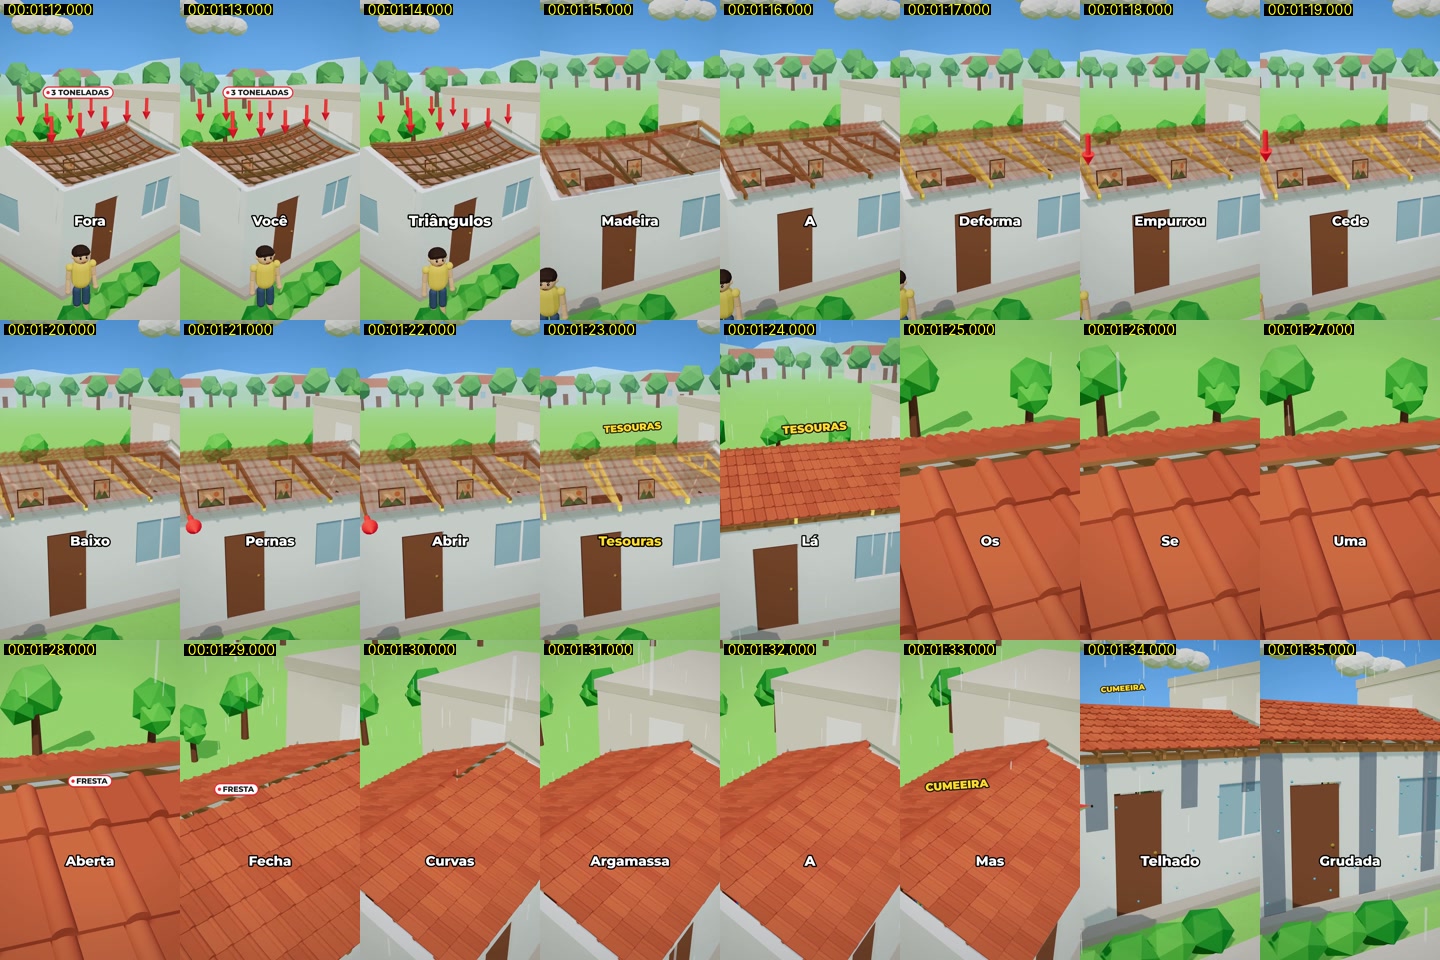 00:01:12.000
3 TONELADAS
Fora
00:01:13.000
3 TONELADAS
Você
00:01:14.000
Triângulos
00:01:15.000
Madeira
00:01:16.000
A
00:01:17.000
Deforma
00:01:18.000
Empurrou
00:01:19.000
Cede
00:01:20.000
Baixo
00:01:21.000
Pernas
00:01:22.000
Abrir
00:01:23.000
TESOURAS
Tesouras
00:01:24.000
TESOURAS
Lá
00:01:25.000
Os
00:01:26.000
Se
00:01:27.000
Uma
00:01:28.000
FRESTA
Aberta
00:01:29.000
FRESTA
Fecha
00:01:30.000
Curvas
00:01:31.000
Argamassa
00:01:32.000
A
00:01:33.000
CUMEEIRA
Mas
00:01:34.000
CUMEEIRA
Telhado
00:01:35.000
Grudada